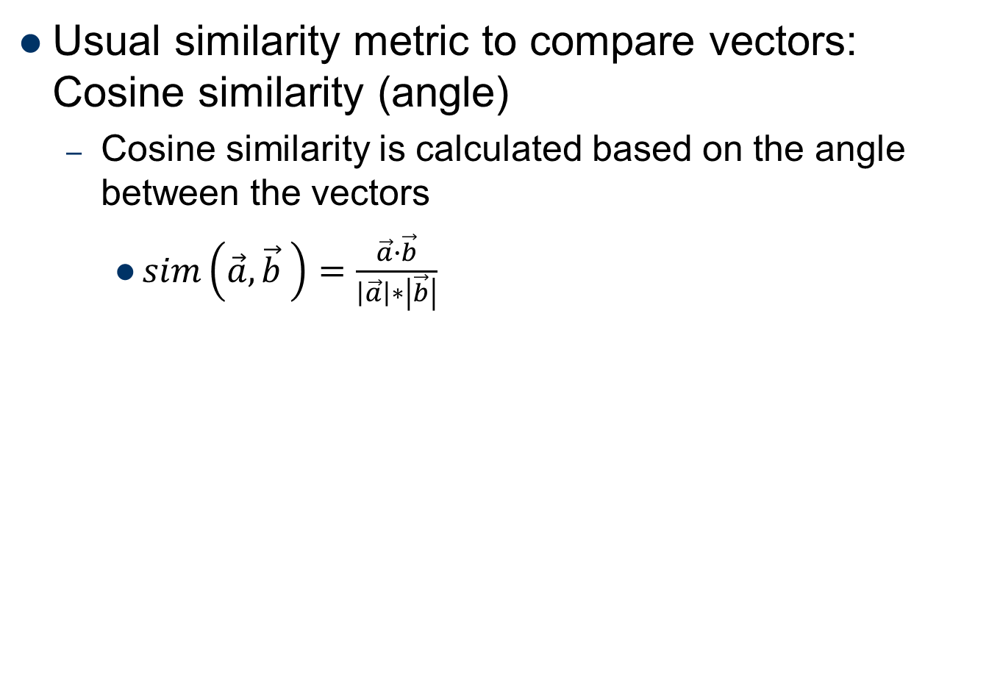 ● Usual similarity metric to compare vectors:
Cosine similarity (angle)
– Cosine similarity is calculated based on the angle
between the vectors
● $sim\left(\vec{a},\vec{b}\right) = \frac{\vec{a}\cdot\vec{b}}{|\vec{a}|*|\vec{b}|}$